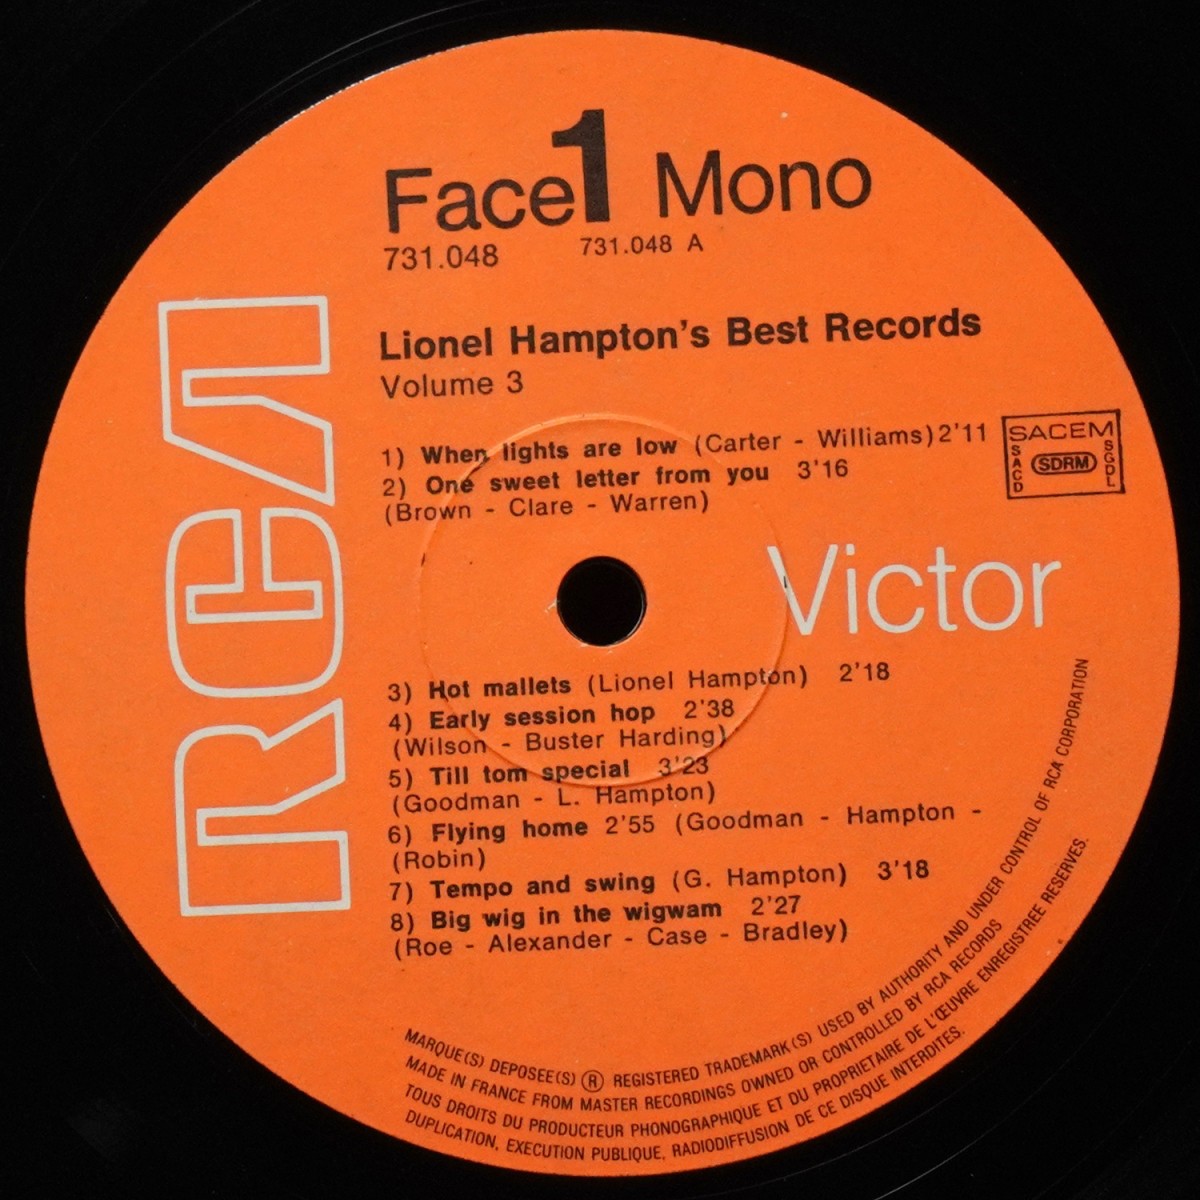 Face 1 Mono
731.048 731.048 A
Lionel Hampton's Best Records
Volume 3
1) When lights are low (Carter - Williams) 2'11
2) One sweet letter from you 3'16
(Brown - Clare - Warren)
SACEM
SACD SDRM SGDL
RCA
Victor
3) Hot mallets (Lionel Hampton) 2'18
4) Early session hop 2'38
(Wilson - Buster Harding)
5) Till tom special 3'23
(Goodman - L. Hampton)
6) Flying home 2'55 (Goodman - Hampton -
(Robin)
7) Tempo and swing (G. Hampton) 3'18
8) Big wig in the wigwam 2'27
(Roe - Alexander - Case - Bradley)
MARQUE(S) DEPOSEE(S) ® REGISTERED TRADEMARK(S) USED BY AUTHORITY AND UNDER CONTROL OF RCA CORPORATION
MADE IN FRANCE FROM MASTER RECORDINGS OWNED OR CONTROLLED BY RCA RECORDS
TOUS DROITS DU PRODUCTEUR PHONOGRAPHIQUE ET DU PROPRIETAIRE DE L'ŒUVRE ENREGISTREE RESERVES.
DUPLICATION, EXECUTION PUBLIQUE, RADIODIFFUSION DE CE DISQUE INTERDITES.